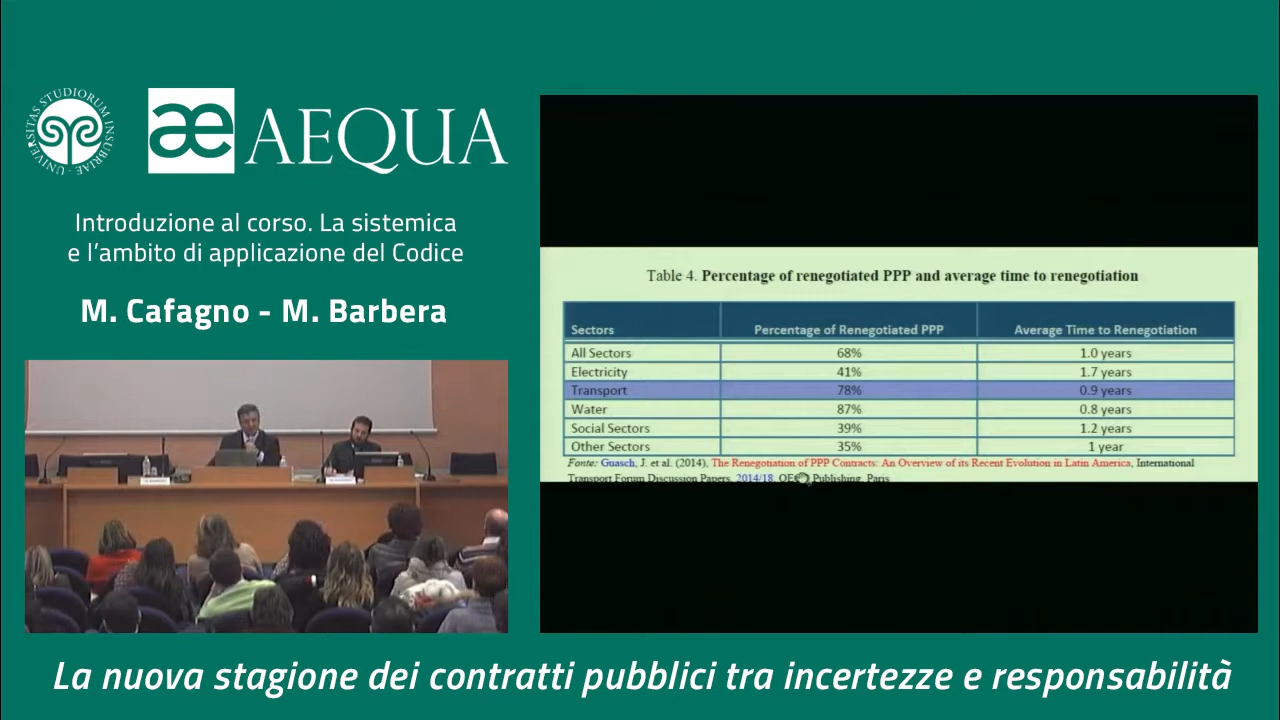 UNIVERSITAS STUDIORUM INSUBRIAE
æ AEQUA
Introduzione al corso. La sistemica
e l'ambito di applicazione del Codice
M. Cafagno - M. Barbera
Table 4. Percentage of renegotiated PPP and average time to renegotiation
Sectors Percentage of Renegotiated PPP Average Time to Renegotiation
All Sectors 68% 1.0 years
Electricity 41% 1.7 years
Transport 78% 0.9 years
Water 87% 0.8 years
Social Sectors 39% 1.2 years
Other Sectors 35% 1 year
Fonte: Guasch, J. et al. (2014), The Renegotiation of PPP Contracts: An Overview of its Recent Evolution in Latin America, International
Transport Forum Discussion Papers, 2014/18, Publishing, Paris
La nuova stagione dei contratti pubblici tra incertezze e responsabilità